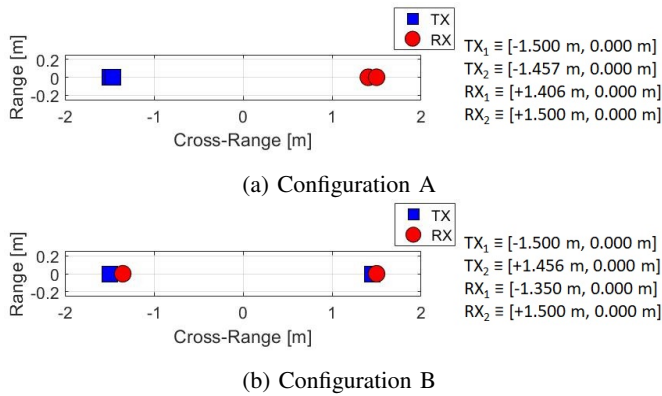 TX
RX
0.2
0
-0.2
Range [m]
-2
-1
0
1
2
Cross-Range [m]
TX₁ ≡ [-1.500 m, 0.000 m]
TX₂ ≡ [-1.457 m, 0.000 m]
RX₁ ≡ [+1.406 m, 0.000 m]
RX₂ ≡ [+1.500 m, 0.000 m]
(a) Configuration A
TX
RX
0.2
0
-0.2
Range [m]
-2
-1
0
1
2
Cross-Range [m]
TX₁ ≡ [-1.500 m, 0.000 m]
TX₂ ≡ [+1.456 m, 0.000 m]
RX₁ ≡ [-1.350 m, 0.000 m]
RX₂ ≡ [+1.500 m, 0.000 m]
(b) Configuration B